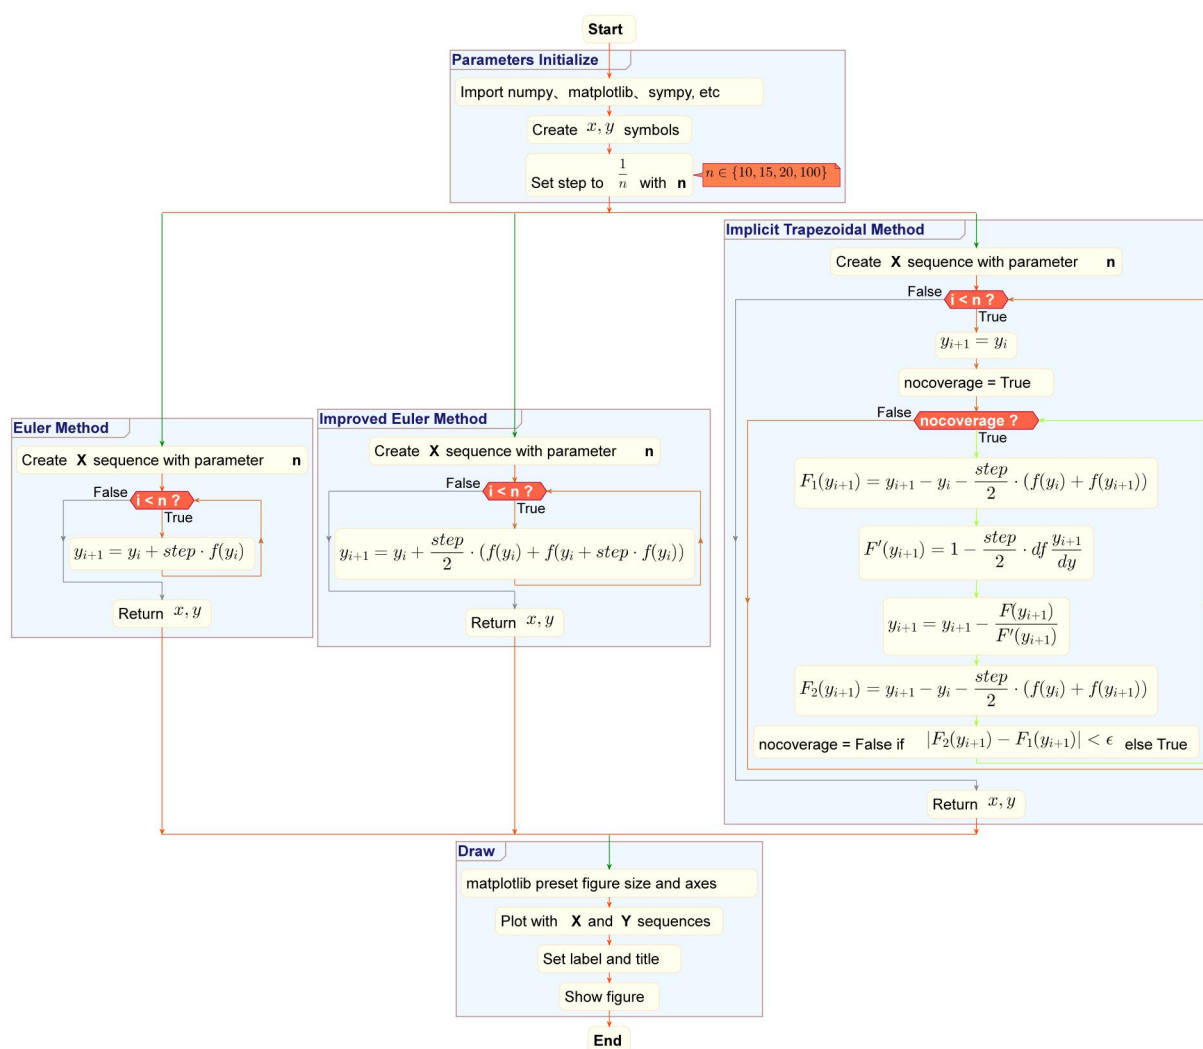 Start
Parameters Initialize
Import numpy、matplotlib、sympy, etc
Create x, y symbols
Set step to 1/n with n
n ∈ {10, 15, 20, 100}
Euler Method
Create X sequence with parameter n
i < n ?
False
True
y_{i+1} = y_i + step · f(y_i)
Return x, y
Improved Euler Method
Create X sequence with parameter n
False
i < n ?
True
y_{i+1} = y_i + \frac{step}{2} · (f(y_i) + f(y_i + step · f(y_i))
Return x, y
Implicit Trapezoidal Method
Create X sequence with parameter n
False
i < n ?
True
y_{i+1} = y_i
nocoverage = True
False
nocoverage ?
True
F_1(y_{i+1}) = y_{i+1} − y_i − \frac{step}{2} · (f(y_i) + f(y_{i+1}))
F′(y_{i+1}) = 1 − \frac{step}{2} · df \frac{y_{i+1}}{dy}
y_{i+1} = y_{i+1} − \frac{F(y_{i+1})}{F′(y_{i+1})}
F_2(y_{i+1}) = y_{i+1} − y_i − \frac{step}{2} · (f(y_i) + f(y_{i+1}))
nocoverage = False if |F_2(y_{i+1}) − F_1(y_{i+1})| < ϵ else True
Return x, y
Draw
matplotlib preset figure size and axes
Plot with X and Y sequences
Set label and title
Show figure
End